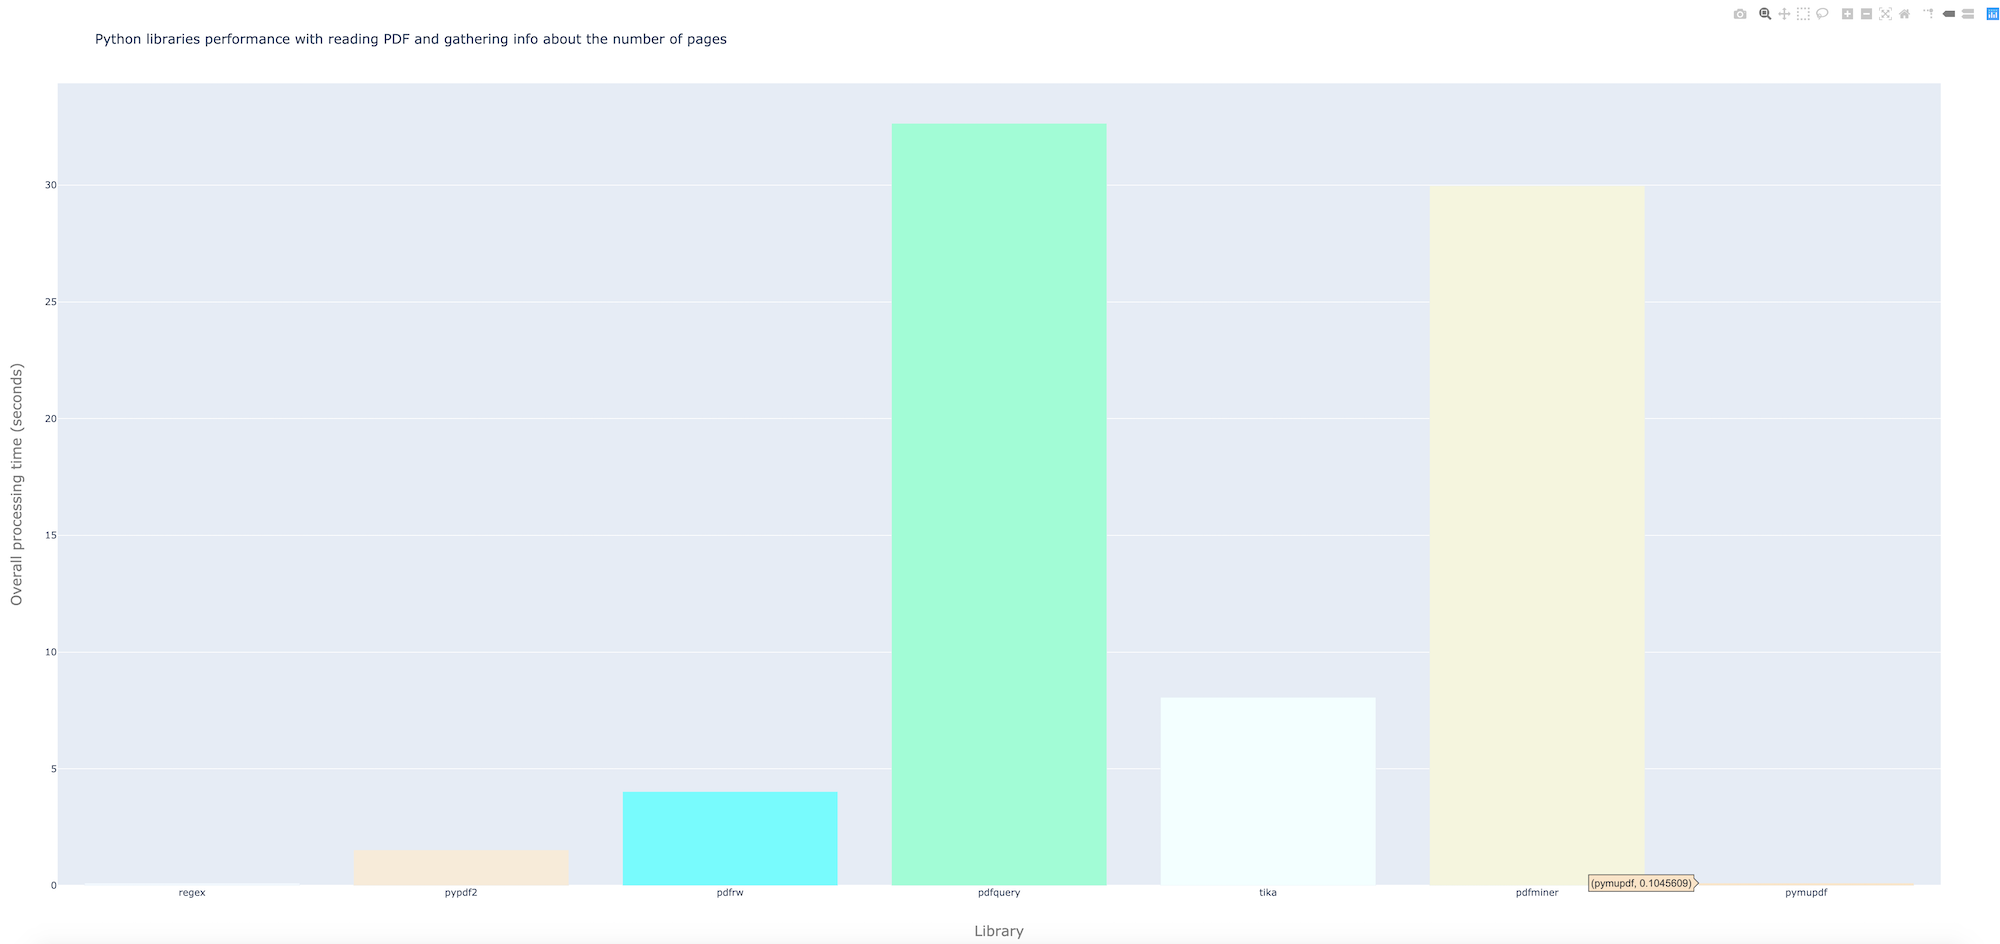 Python libraries performance with reading PDF and gathering info about the number of pages
Overall processing time (seconds)
30
25
20
15
10
5
0
regex
pypdf2
pdfrw
pdfquery
tika
pdfminer
pymupdf
(pymupdf, 0.1045609)
Library